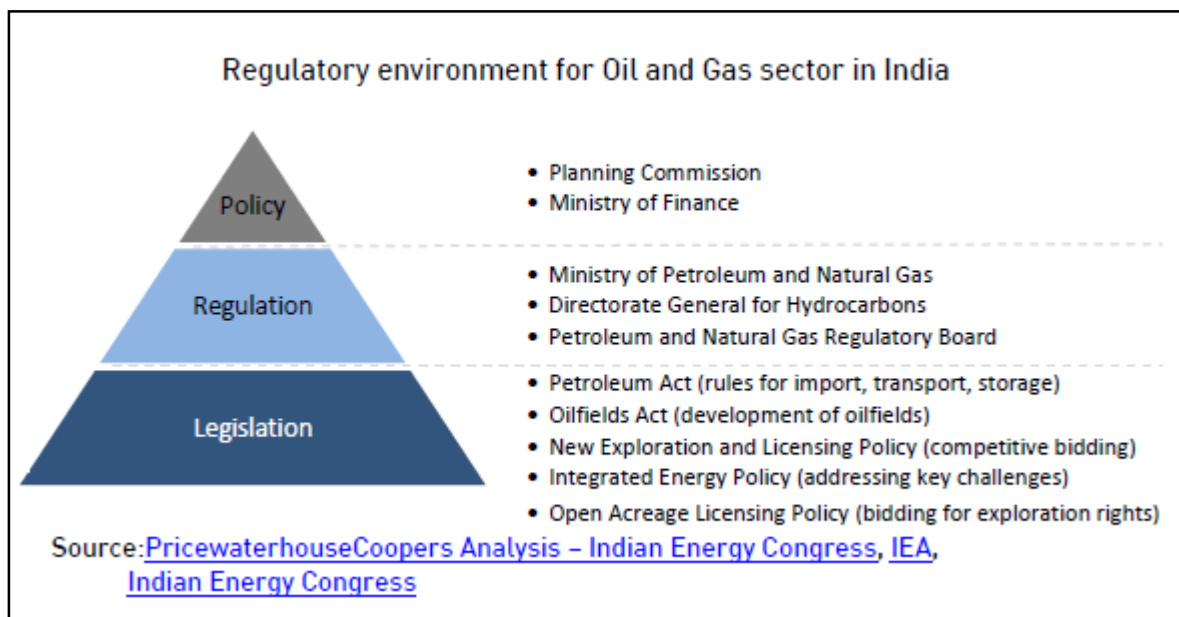 Regulatory environment for Oil and Gas sector in India
Policy
• Planning Commission
• Ministry of Finance
Regulation
• Ministry of Petroleum and Natural Gas
• Directorate General for Hydrocarbons
• Petroleum and Natural Gas Regulatory Board
Legislation
• Petroleum Act (rules for import, transport, storage)
• Oilfields Act (development of oilfields)
• New Exploration and Licensing Policy (competitive bidding)
• Integrated Energy Policy (addressing key challenges)
• Open Acreage Licensing Policy (bidding for exploration rights)
Source:PricewaterhouseCoopers Analysis – Indian Energy Congress, IEA,
Indian Energy Congress